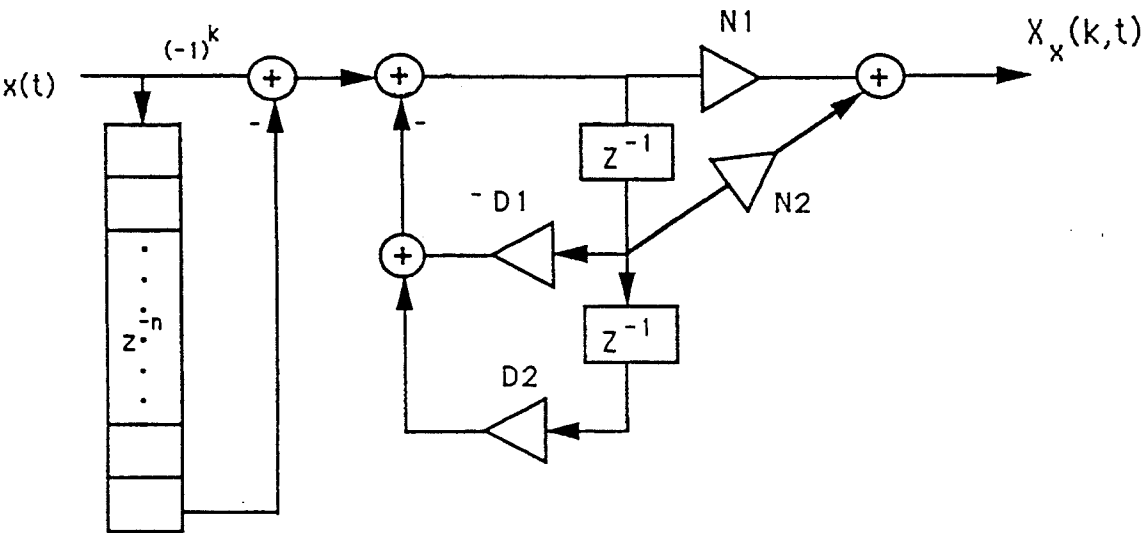 N1
X_x(k,t)
(-1)^k
x(t)
+
+
+
-
-
Z^-1
- D1
N2
+
z^-n
Z^-1
D2